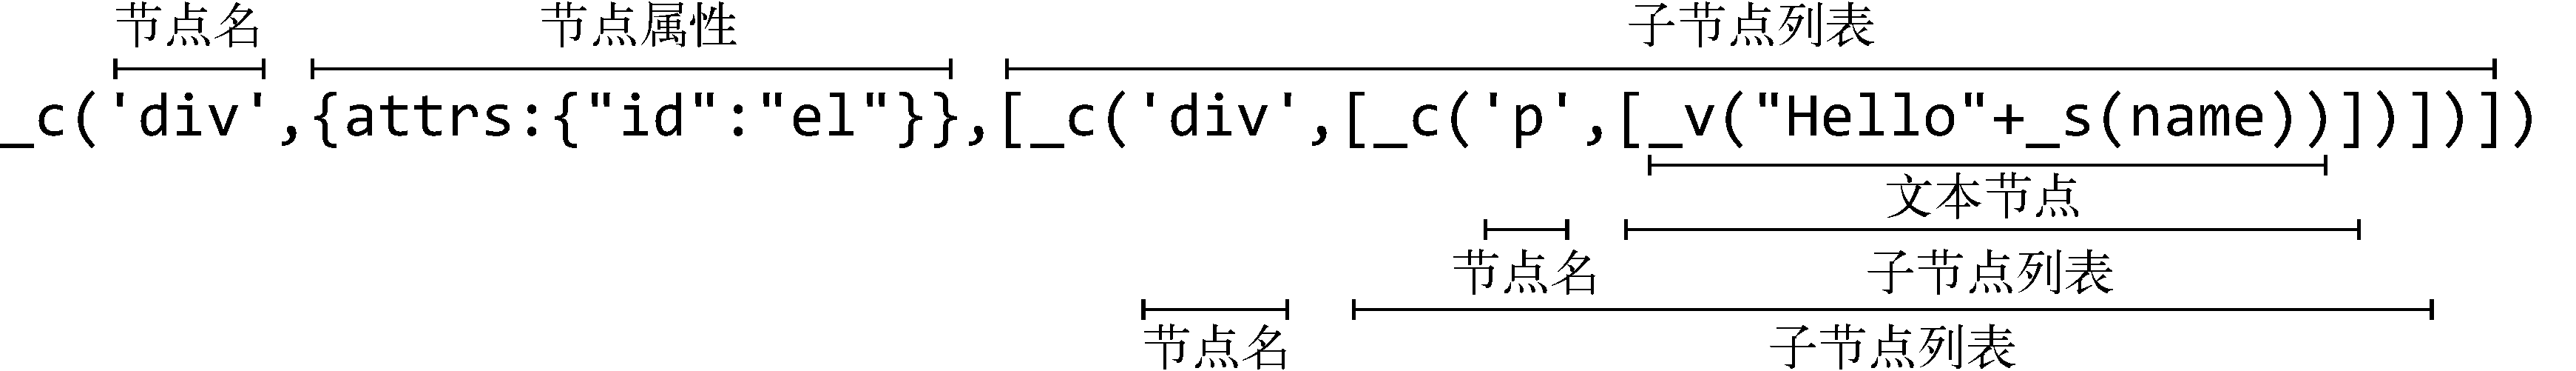 节点名 节点属性 子节点列表
_c('div',{attrs:{"id":"el"}},[_c('div',[_c('p',[_v("Hello"+_s(name))])])])
文本节点
节点名 子节点列表
节点名 子节点列表